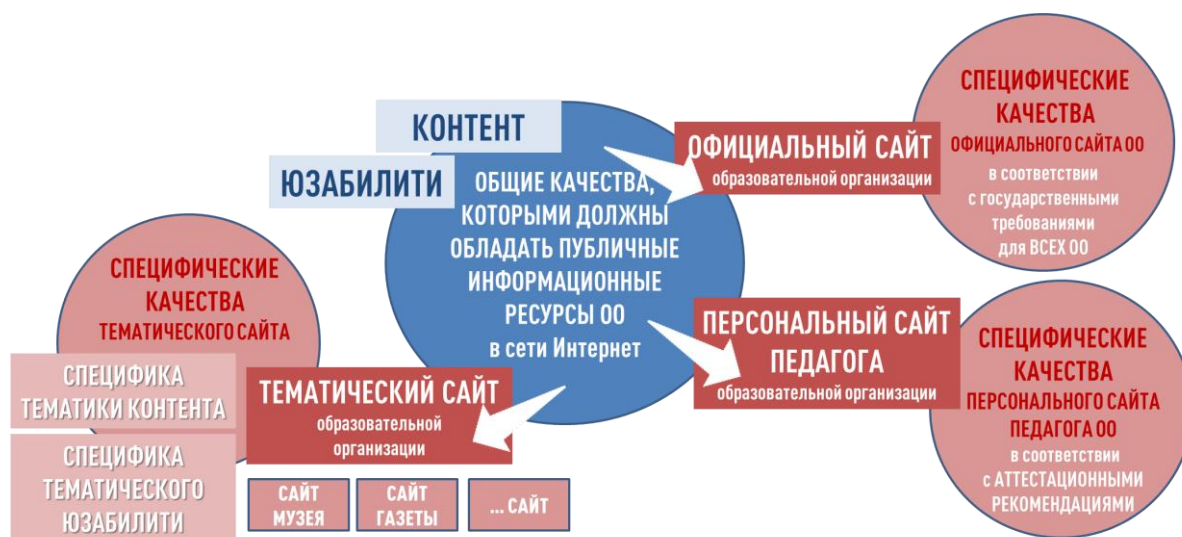 КОНТЕНТ
ЮЗАБИЛИТИ
ОБЩИЕ КАЧЕСТВА,
КОТОРЫМИ ДОЛЖНЫ
ОБЛАДАТЬ ПУБЛИЧНЫЕ
ИНФОРМАЦИОННЫЕ
РЕСУРСЫ ОО
в сети Интернет
ОФИЦИАЛЬНЫЙ САЙТ
образовательной организации
СПЕЦИФИЧЕСКИЕ
КАЧЕСТВА
ОФИЦИАЛЬНОГО САЙТА ОО
в соответствии
с государственными
требованиями
для ВСЕХ ОО
ПЕРСОНАЛЬНЫЙ САЙТ
ПЕДАГОГА
образовательной организации
СПЕЦИФИЧЕСКИЕ
КАЧЕСТВА
ПЕРСОНАЛЬНОГО САЙТА
ПЕДАГОГА ОО
в соответствии
с АТТЕСТАЦИОННЫМИ
РЕКОМЕНДАЦИЯМИ
СПЕЦИФИЧЕСКИЕ
КАЧЕСТВА
ТЕМАТИЧЕСКОГО САЙТА
СПЕЦИФИКА
ТЕМАТИКИ КОНТЕНТА
СПЕЦИФИКА
ТЕМАТИЧЕСКОГО
ЮЗАБИЛИТИ
ТЕМАТИЧЕСКИЙ САЙТ
образовательной
организации
САЙТ
МУЗЕЯ
САЙТ
ГАЗЕТЫ
... САЙТ